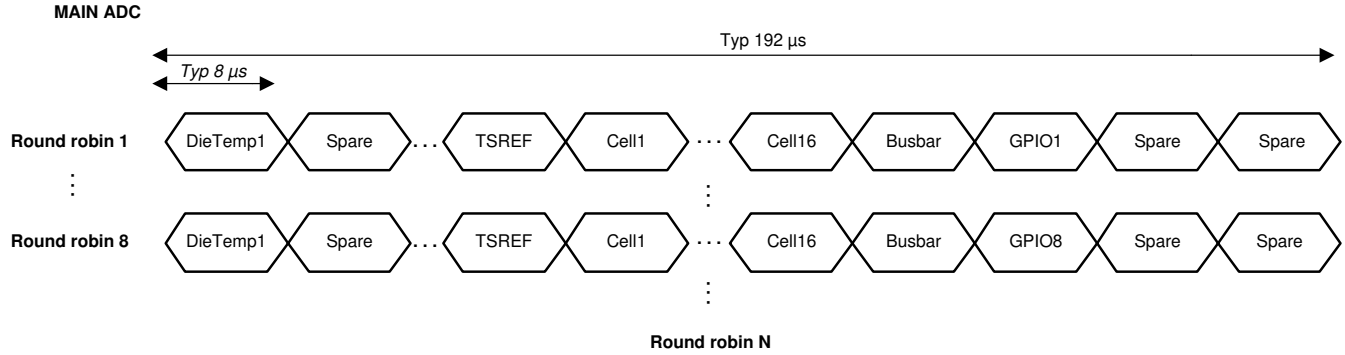 MAIN ADC
Typ 192 µs
Typ 8 µs
Round robin 1 DieTemp1 Spare ... TSREF Cell1 ... Cell16 Busbar GPIO1 Spare Spare
⋮ ⋮
Round robin 8 DieTemp1 Spare ... TSREF Cell1 ... Cell16 Busbar GPIO8 Spare Spare
⋮
Round robin N